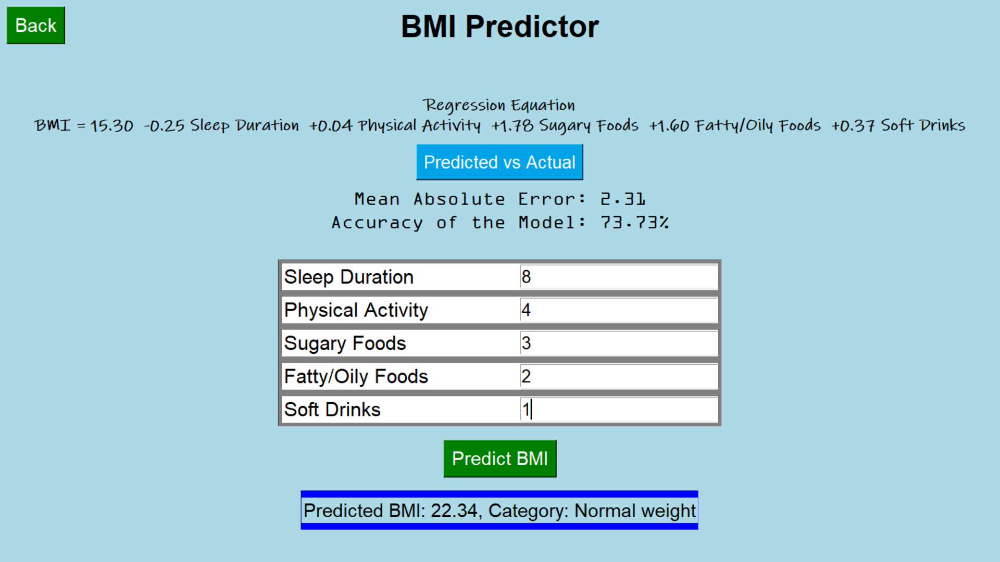 Back
BMI Predictor
Regression Equation
BMI = 15.30 -0.25 Sleep Duration +0.04 Physical Activity +1.78 Sugary Foods +1.60 Fatty/Oily Foods +0.37 Soft Drinks
Predicted vs Actual
Mean Absolute Error: 2.31
Accuracy of the Model: 73.73%
Sleep Duration 8
Physical Activity 4
Sugary Foods 3
Fatty/Oily Foods 2
Soft Drinks 1
Predict BMI
Predicted BMI: 22.34, Category: Normal weight